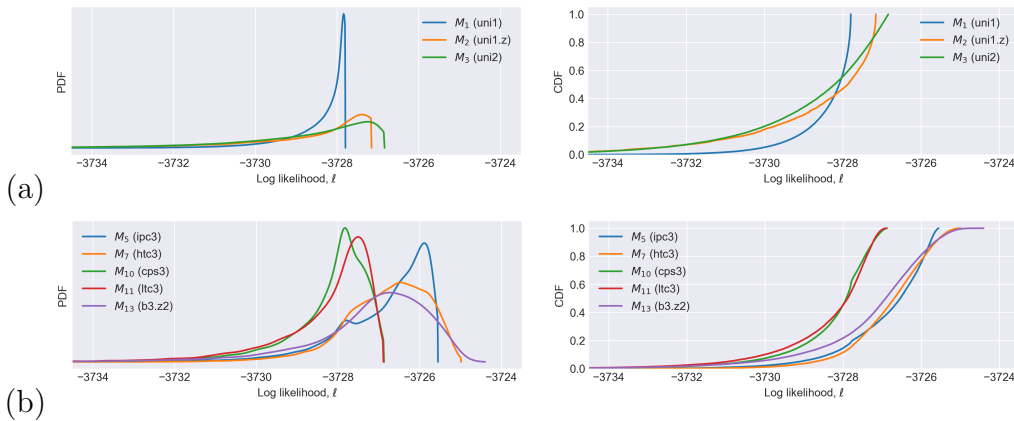 PDF
M₁ (uni1)
M₂ (uni1.z)
M₃ (uni2)
−3734 −3732 −3730 −3728 −3726 −3724
Log likelihood, ℓ
CDF
1.0
0.8
0.6
0.4
0.2
0.0
M₁ (uni1)
M₂ (uni1.z)
M₃ (uni2)
−3734 −3732 −3730 −3728 −3726 −3724
Log likelihood, ℓ
(a)
PDF
M₅ (ipc3)
M₇ (htc3)
M₁₀ (cps3)
M₁₁ (ltc3)
M₁₃ (b3.z2)
−3734 −3732 −3730 −3728 −3726 −3724
Log likelihood, ℓ
CDF
1.0
0.8
0.6
0.4
0.2
0.0
M₅ (ipc3)
M₇ (htc3)
M₁₀ (cps3)
M₁₁ (ltc3)
M₁₃ (b3.z2)
−3734 −3732 −3730 −3728 −3726 −3724
Log likelihood, ℓ
(b)